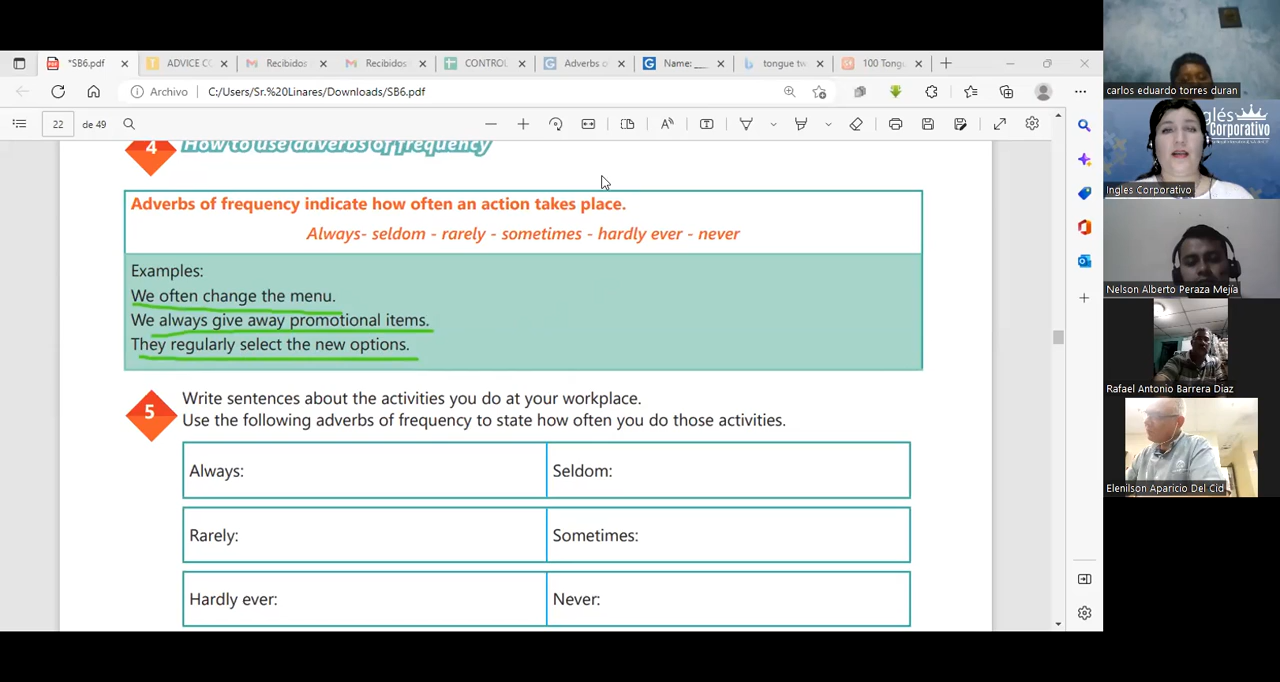 *SB6.pdf
ADVICE C
Recibidos
Recibidos
CONTROL
Adverbs o
Name: ___
tongue tw
100 Tong
Archivo
C:/Users/Sr.%20Linares/Downloads/SB6.pdf
22
de 49
4
How to use adverbs of frequency
Adverbs of frequency indicate how often an action takes place.
Always- seldom - rarely - sometimes - hardly ever - never
Examples:
We often change the menu.
We always give away promotional items.
They regularly select the new options.
5
Write sentences about the activities you do at your workplace.
Use the following adverbs of frequency to state how often you do those activities.
Always:
Seldom:
Rarely:
Sometimes:
Hardly ever:
Never:
carlos eduardo torres duran
glés
Corporativo
Ingles Corporativo
Nelson Alberto Peraza Mejía
Rafael Antonio Barrera Diaz
Elenilson Aparicio Del Cid